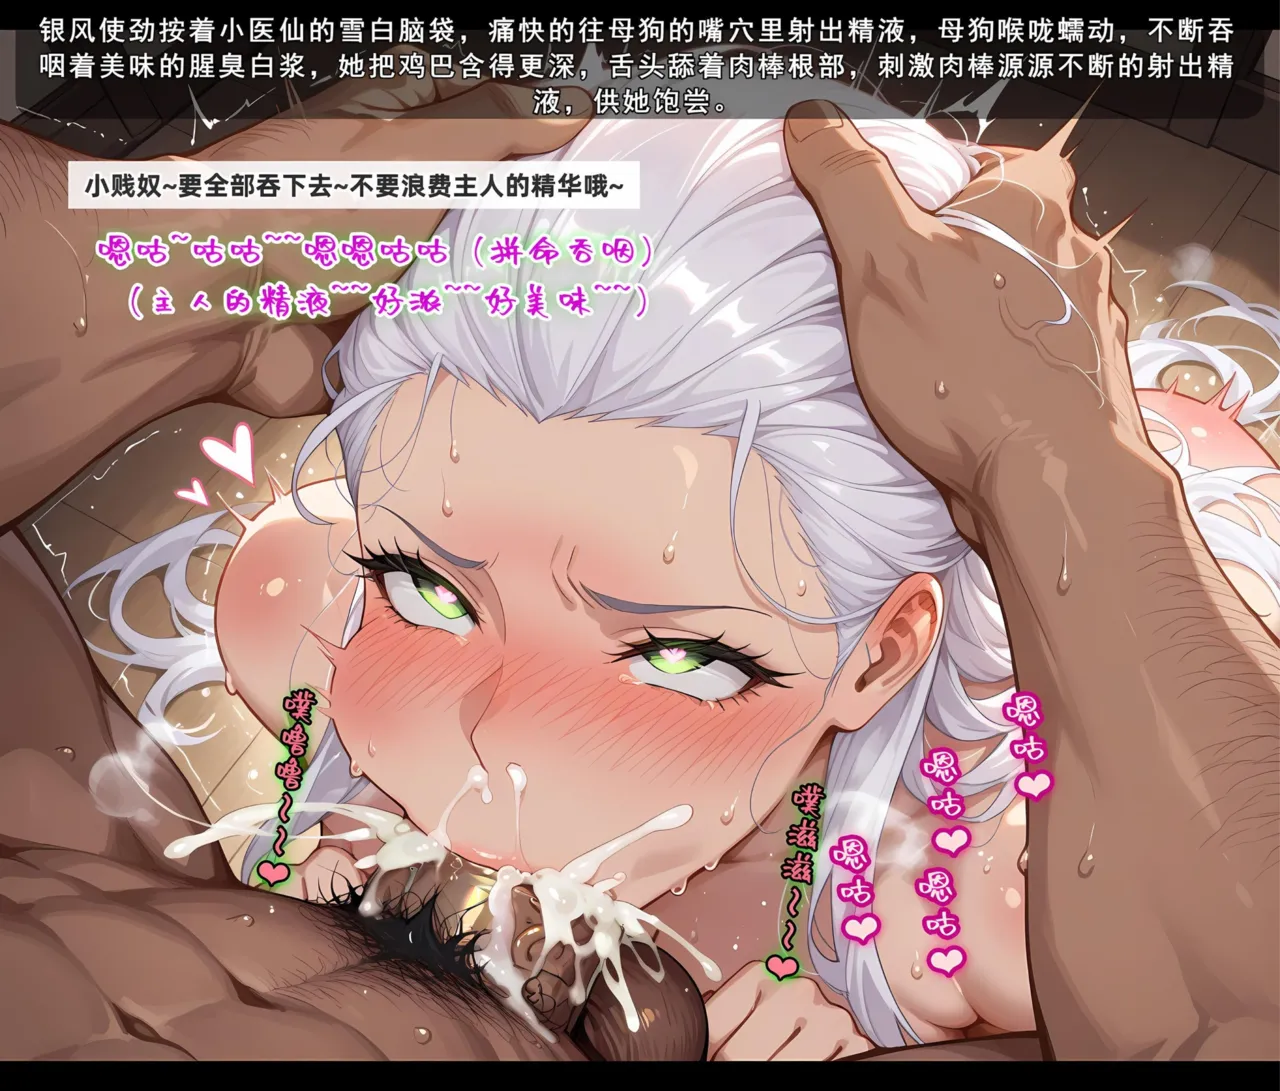 银风使劲按着小医仙的雪白脑袋，痛快的往母狗的嘴穴里射出精液，母狗喉咙蠕动，不断吞
咽着美味的腥臭白浆，她把鸡巴含得更深，舌头舔着肉棒根部，刺激肉棒源源不断的射出精
液，供她饱尝。
小贱奴~要全部吞下去~不要浪费主人的精华哦~
嗯咕~咕咕~~嗯嗯咕咕（拼命吞咽）
（主人的精液~~好浓~~好美味~~）
噗噜噜~~
噗滋滋~~
嗯咕
嗯咕
嗯咕
嗯咕